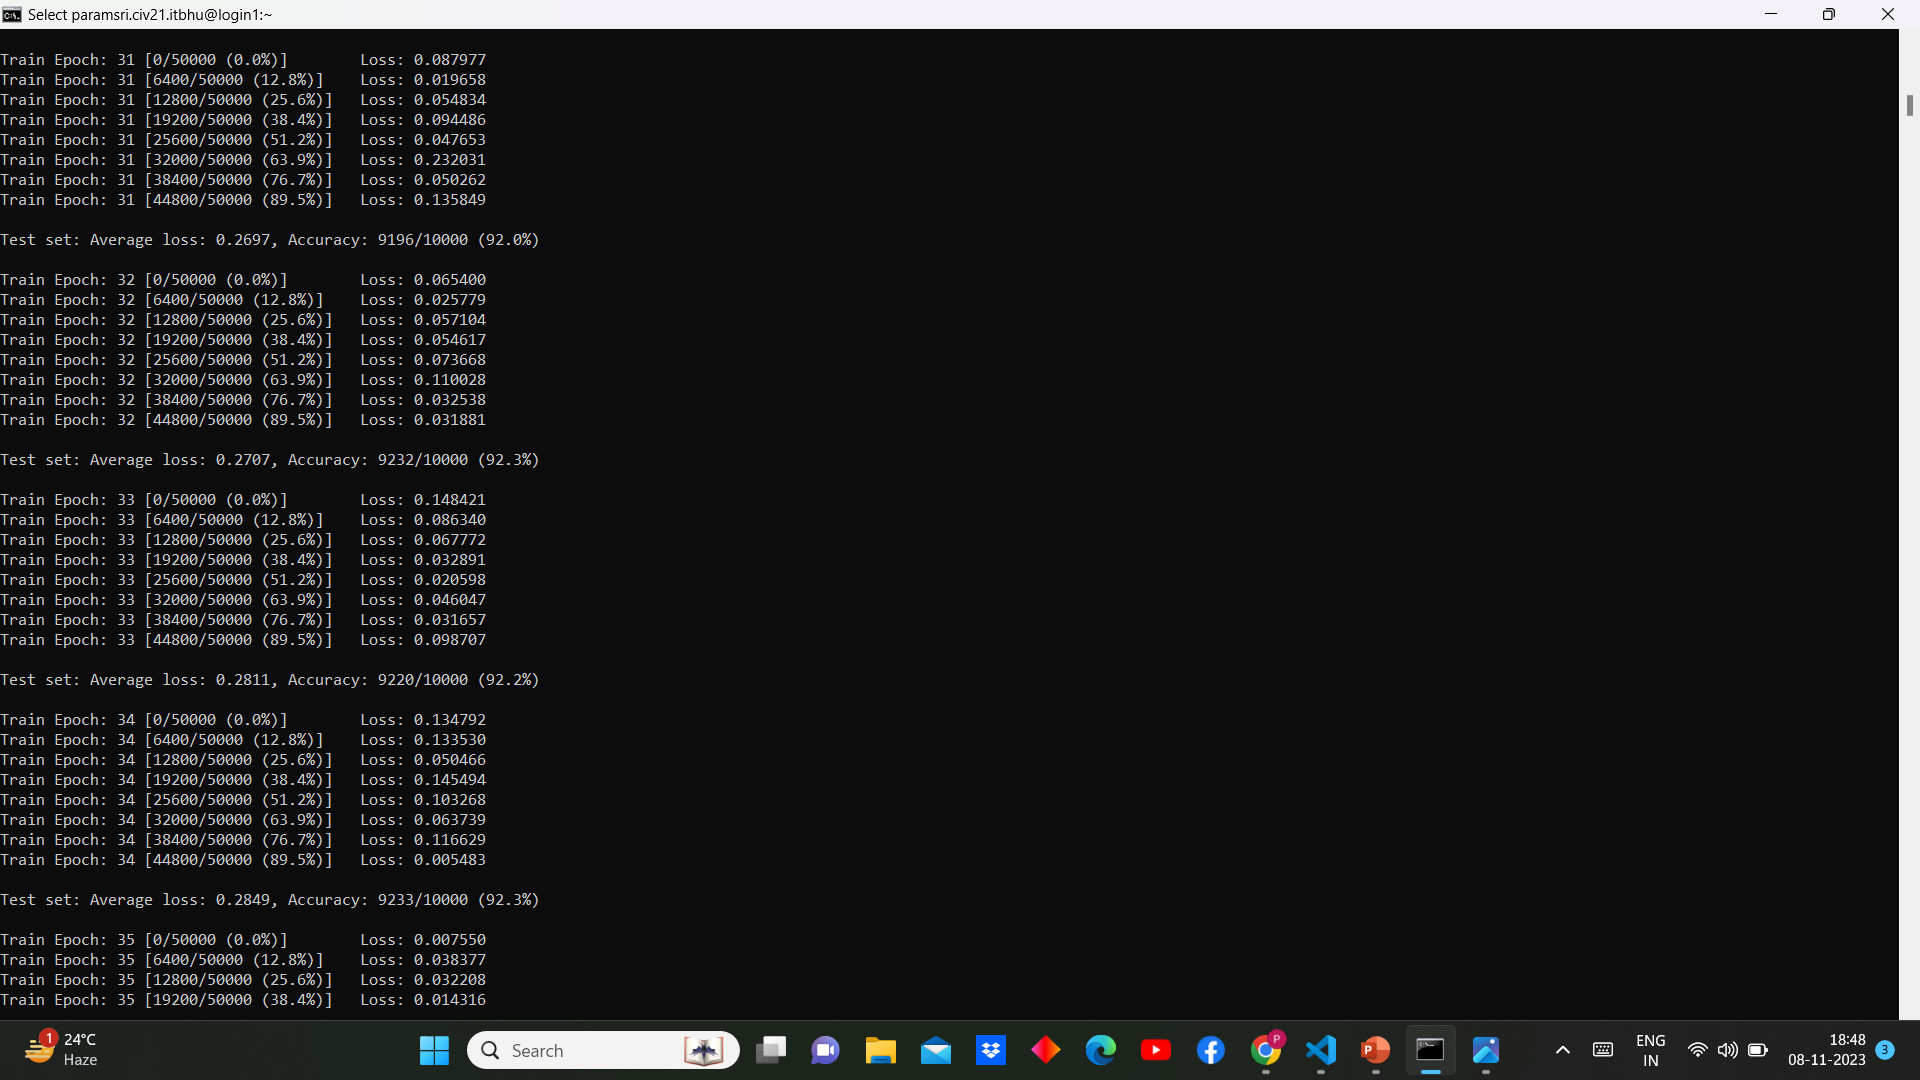 Select paramsri.civ21.itbhu@login1:~
Train Epoch: 31 [0/50000 (0.0%)]	Loss: 0.087977
Train Epoch: 31 [6400/50000 (12.8%)]	Loss: 0.019658
Train Epoch: 31 [12800/50000 (25.6%)]	Loss: 0.054834
Train Epoch: 31 [19200/50000 (38.4%)]	Loss: 0.094486
Train Epoch: 31 [25600/50000 (51.2%)]	Loss: 0.047653
Train Epoch: 31 [32000/50000 (63.9%)]	Loss: 0.232031
Train Epoch: 31 [38400/50000 (76.7%)]	Loss: 0.050262
Train Epoch: 31 [44800/50000 (89.5%)]	Loss: 0.135849
Test set: Average loss: 0.2697, Accuracy: 9196/10000 (92.0%)
Train Epoch: 32 [0/50000 (0.0%)]	Loss: 0.065400
Train Epoch: 32 [6400/50000 (12.8%)]	Loss: 0.025779
Train Epoch: 32 [12800/50000 (25.6%)]	Loss: 0.057104
Train Epoch: 32 [19200/50000 (38.4%)]	Loss: 0.054617
Train Epoch: 32 [25600/50000 (51.2%)]	Loss: 0.073668
Train Epoch: 32 [32000/50000 (63.9%)]	Loss: 0.110028
Train Epoch: 32 [38400/50000 (76.7%)]	Loss: 0.032538
Train Epoch: 32 [44800/50000 (89.5%)]	Loss: 0.031881
Test set: Average loss: 0.2707, Accuracy: 9232/10000 (92.3%)
Train Epoch: 33 [0/50000 (0.0%)]	Loss: 0.148421
Train Epoch: 33 [6400/50000 (12.8%)]	Loss: 0.086340
Train Epoch: 33 [12800/50000 (25.6%)]	Loss: 0.067772
Train Epoch: 33 [19200/50000 (38.4%)]	Loss: 0.032891
Train Epoch: 33 [25600/50000 (51.2%)]	Loss: 0.020598
Train Epoch: 33 [32000/50000 (63.9%)]	Loss: 0.046047
Train Epoch: 33 [38400/50000 (76.7%)]	Loss: 0.031657
Train Epoch: 33 [44800/50000 (89.5%)]	Loss: 0.098707
Test set: Average loss: 0.2811, Accuracy: 9220/10000 (92.2%)
Train Epoch: 34 [0/50000 (0.0%)]	Loss: 0.134792
Train Epoch: 34 [6400/50000 (12.8%)]	Loss: 0.133530
Train Epoch: 34 [12800/50000 (25.6%)]	Loss: 0.050466
Train Epoch: 34 [19200/50000 (38.4%)]	Loss: 0.145494
Train Epoch: 34 [25600/50000 (51.2%)]	Loss: 0.103268
Train Epoch: 34 [32000/50000 (63.9%)]	Loss: 0.063739
Train Epoch: 34 [38400/50000 (76.7%)]	Loss: 0.116629
Train Epoch: 34 [44800/50000 (89.5%)]	Loss: 0.005483
Test set: Average loss: 0.2849, Accuracy: 9233/10000 (92.3%)
Train Epoch: 35 [0/50000 (0.0%)]	Loss: 0.007550
Train Epoch: 35 [6400/50000 (12.8%)]	Loss: 0.038377
Train Epoch: 35 [12800/50000 (25.6%)]	Loss: 0.032208
Train Epoch: 35 [19200/50000 (38.4%)]	Loss: 0.014316
1
24°C
Haze
Search
P
P
ENG
IN
18:48
08-11-2023
3